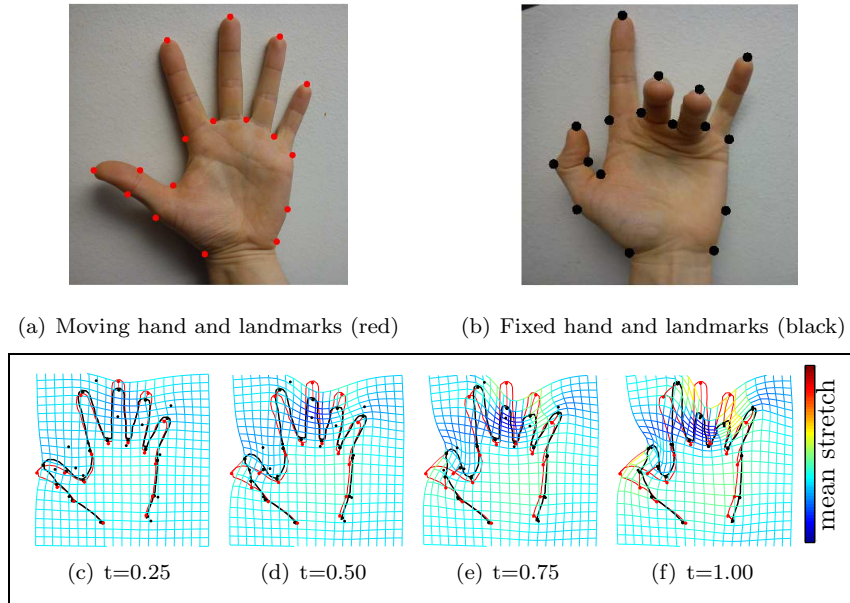 (a) Moving hand and landmarks (red)
(b) Fixed hand and landmarks (black)
mean stretch
(c) t=0.25
(d) t=0.50
(e) t=0.75
(f) t=1.00